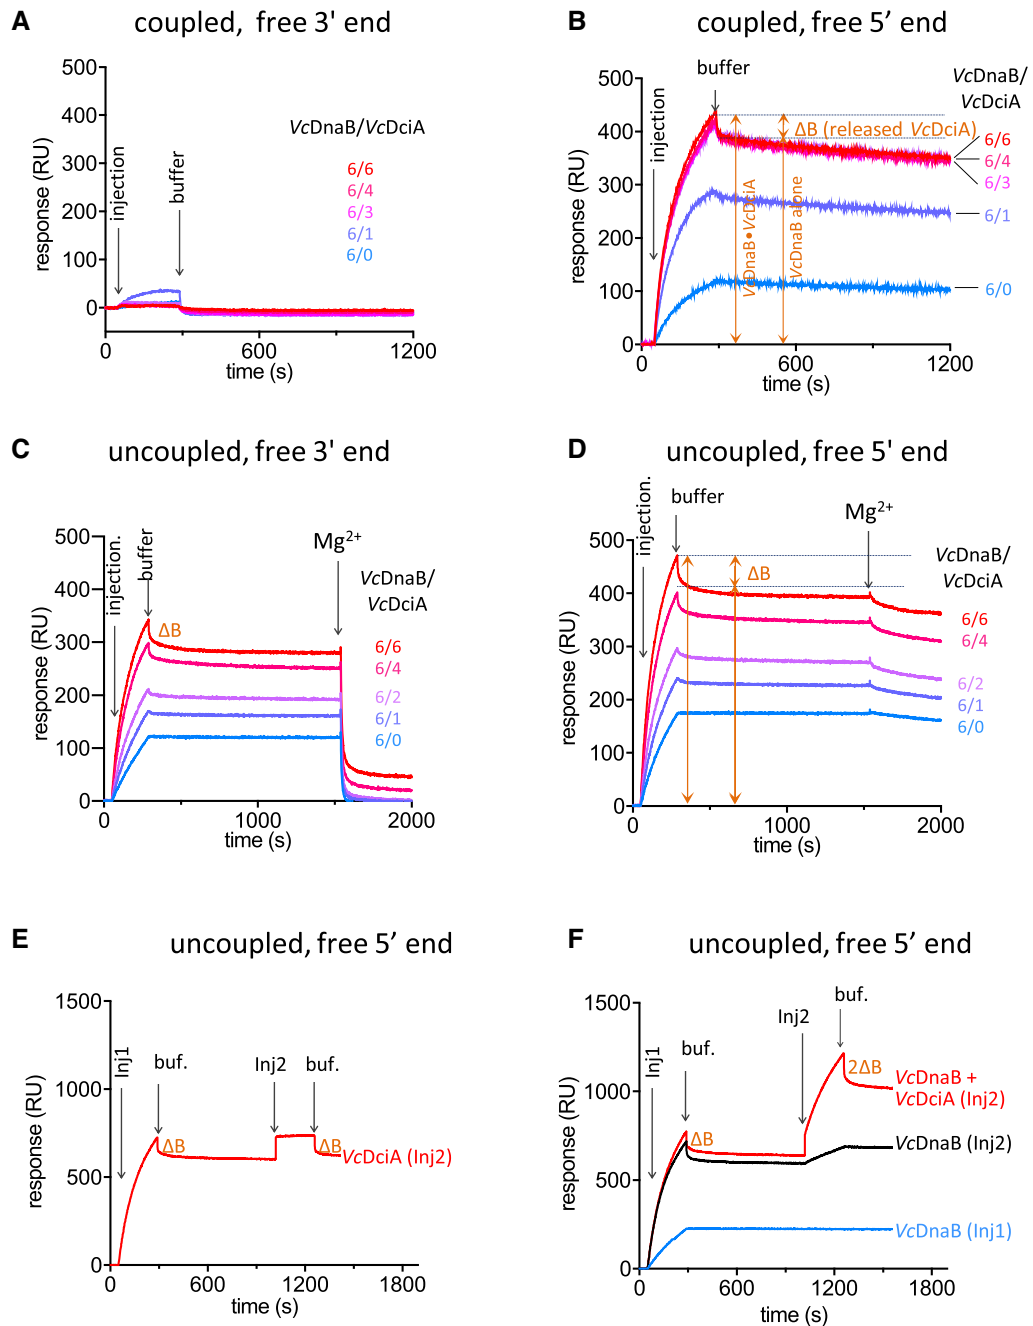 A
coupled, free 3' end
500
400
300
200
100
0
response (RU)
injection
buffer
VcDnaB/VcDciA
6/6
6/4
6/3
6/1
6/0
0
600
1200
time (s)
B
coupled, free 5’ end
buffer
500
400
300
200
100
0
response (RU)
injection
ΔB (released VcDciA)
VcDnaB•VcDciA
VcDnaB alone
VcDnaB/
VcDciA
6/6
6/4
6/3
6/1
6/0
0
600
1200
time (s)
C
uncoupled, free 3' end
500
400
300
200
100
0
response (RU)
injection.
buffer
ΔB
Mg2+
VcDnaB/
VcDciA
6/6
6/4
6/2
6/1
6/0
0
1000
2000
time (s)
D
uncoupled, free 5' end
injection.
buffer
Mg2+
500
400
300
200
100
0
response (RU)
ΔB
VcDnaB/
VcDciA
6/6
6/4
6/2
6/1
6/0
0
1000
2000
time (s)
E
uncoupled, free 5’ end
1500
1000
500
0
response (RU)
Inj1
buf.
Inj2
buf.
ΔB
ΔB
VcDciA (Inj2)
0
600
1200
1800
time (s)
F
uncoupled, free 5’ end
1500
1000
500
0
response (RU)
Inj1
buf.
Inj2
buf.
ΔB
2ΔB
VcDnaB +
VcDciA (Inj2)
VcDnaB (Inj2)
VcDnaB (Inj1)
0
600
1200
1800
time (s)